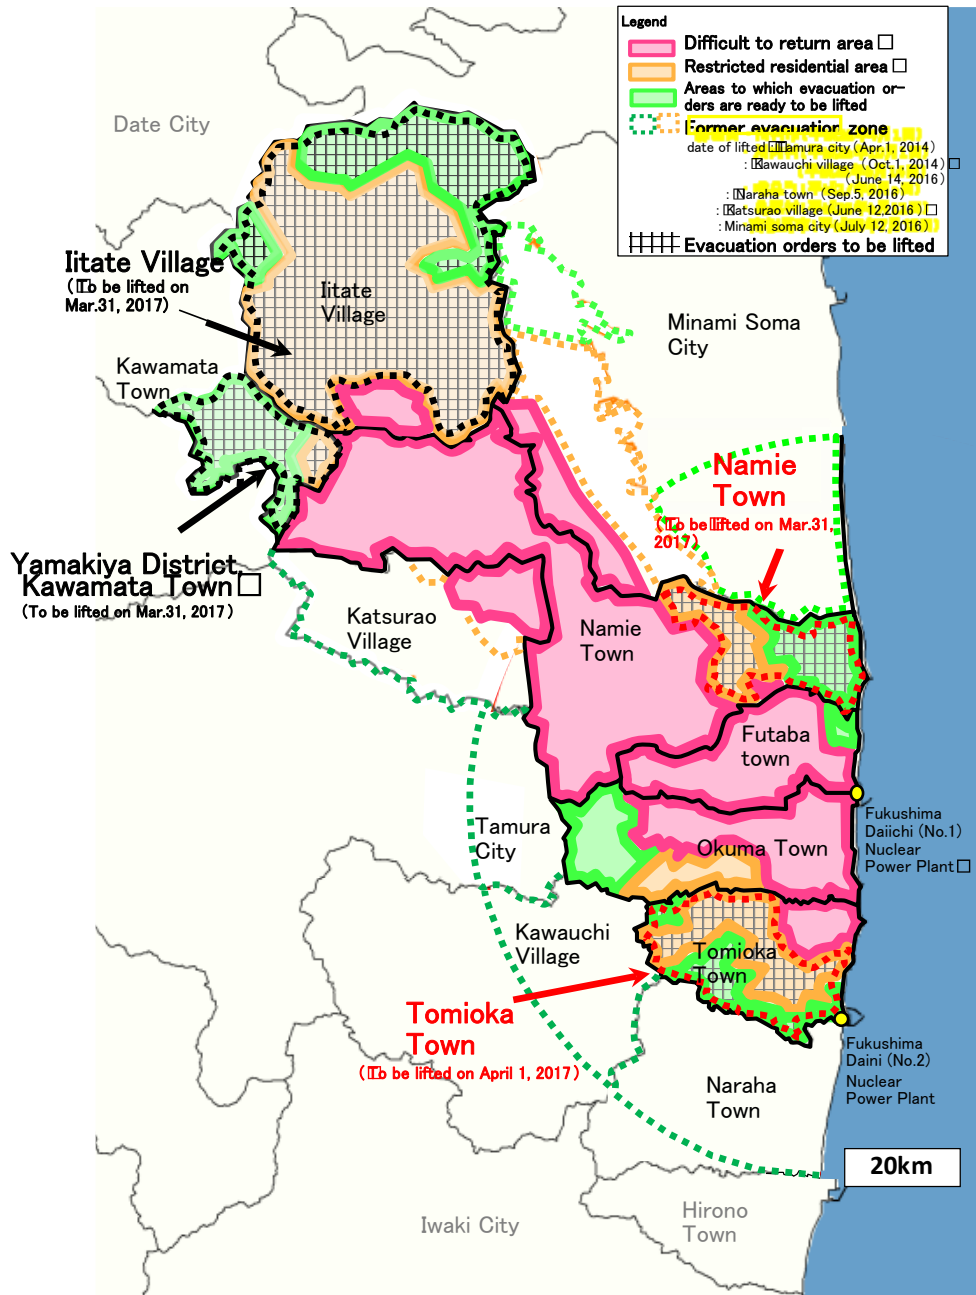 Legend
Difficult to return area □
Restricted residential area □
Areas to which evacuation or-
ders are ready to be lifted
Former evacuation zone
date of lifted : Tamura city (Apr.1, 2014)
: Kawauchi village (Oct.1, 2014) □
(June 14, 2016)
: Naraha town (Sep.5, 2016)
: Katsurao village (June 12,2016) □
: Minami soma city (July 12, 2016)
Evacuation orders to be lifted
Date City
Iitate Village
(To be lifted on
Mar.31, 2017)
Iitate
Village
Minami Soma
City
Kawamata
Town
Namie
Town
(To be lifted on Mar.31,
2017)
Yamakiya District,
Kawamata Town □
(To be lifted on Mar.31, 2017)
Katsurao
Village
Namie
Town
Futaba
town
Fukushima
Daiichi (No.1)
Nuclear
Power Plant □
Tamura
City
Okuma Town
Kawauchi
Village
Tomioka
Town
Tomioka
Town
(To be lifted on April 1, 2017)
Fukushima
Daini (No.2)
Nuclear
Power Plant
Naraha
Town
20km
Hirono
Town
Iwaki City